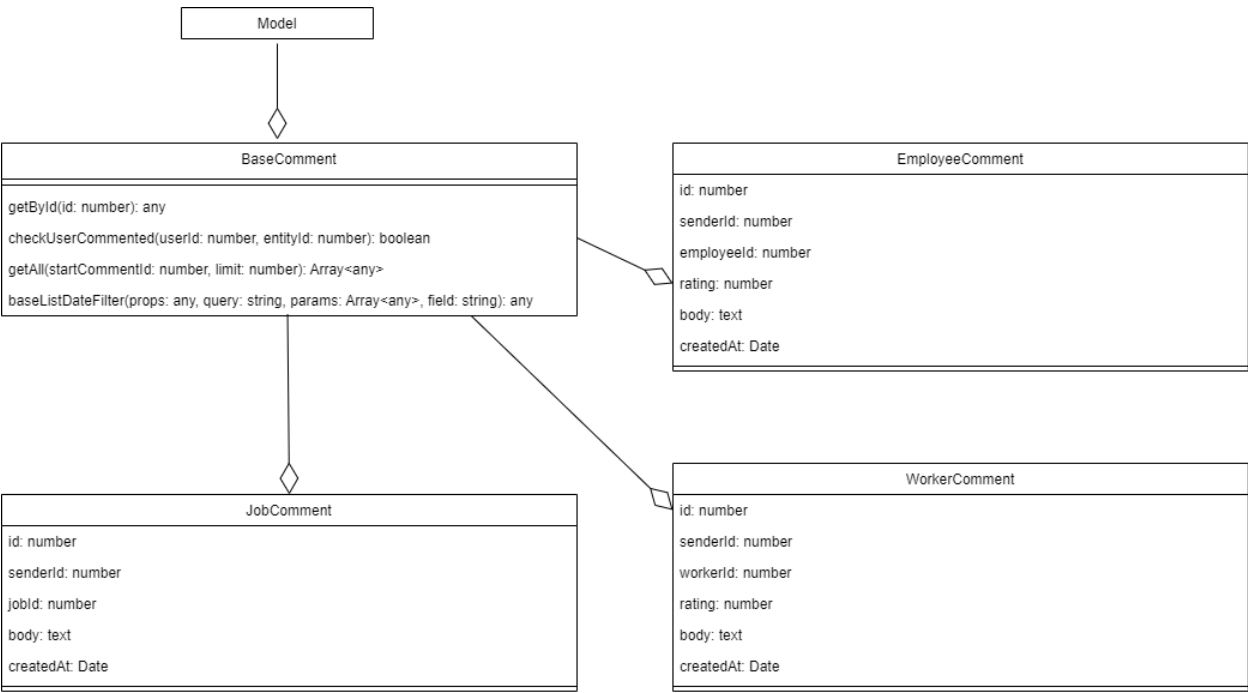 Model
BaseComment
getById(id: number): any
checkUserCommented(userId: number, entityId: number): boolean
getAll(startCommentId: number, limit: number): Array<any>
baseListDateFilter(props: any, query: string, params: Array<any>, field: string): any
EmployeeComment
id: number
senderId: number
employeeId: number
rating: number
body: text
createdAt: Date
JobComment
id: number
senderId: number
jobId: number
body: text
createdAt: Date
WorkerComment
id: number
senderId: number
workerId: number
rating: number
body: text
createdAt: Date